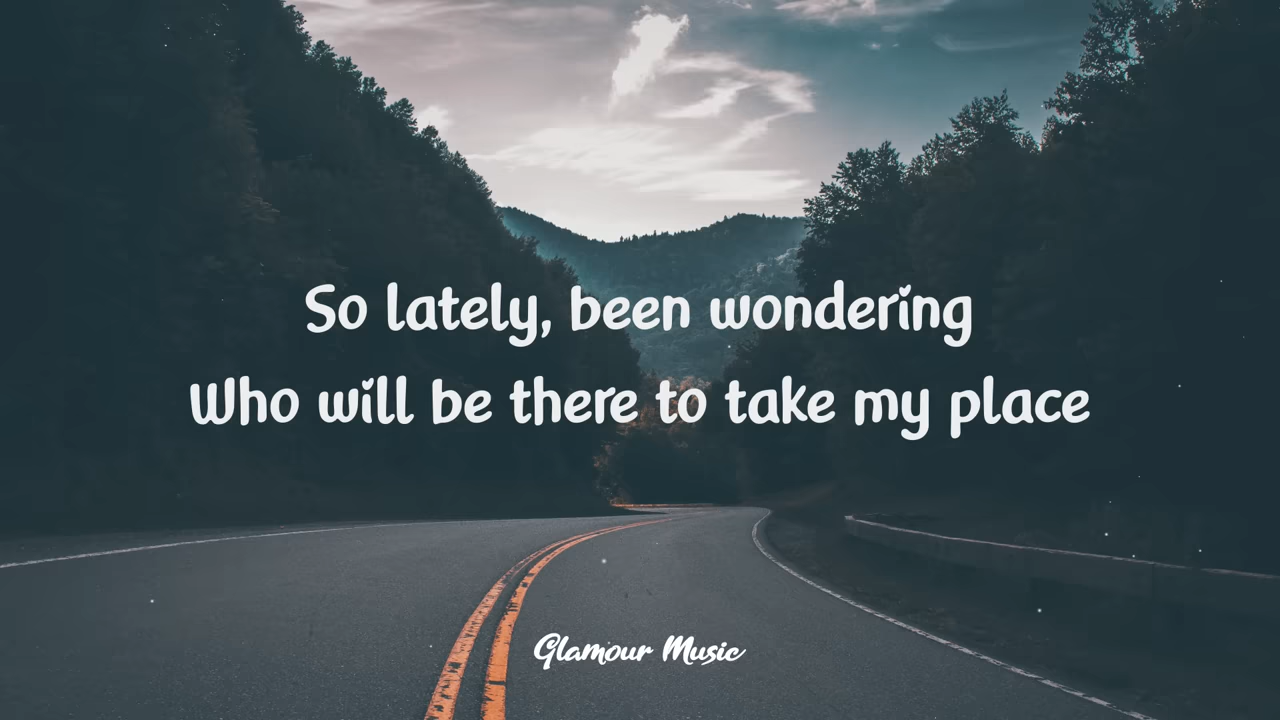 So lately, been wondering
Who will be there to take my place
Glamour Music